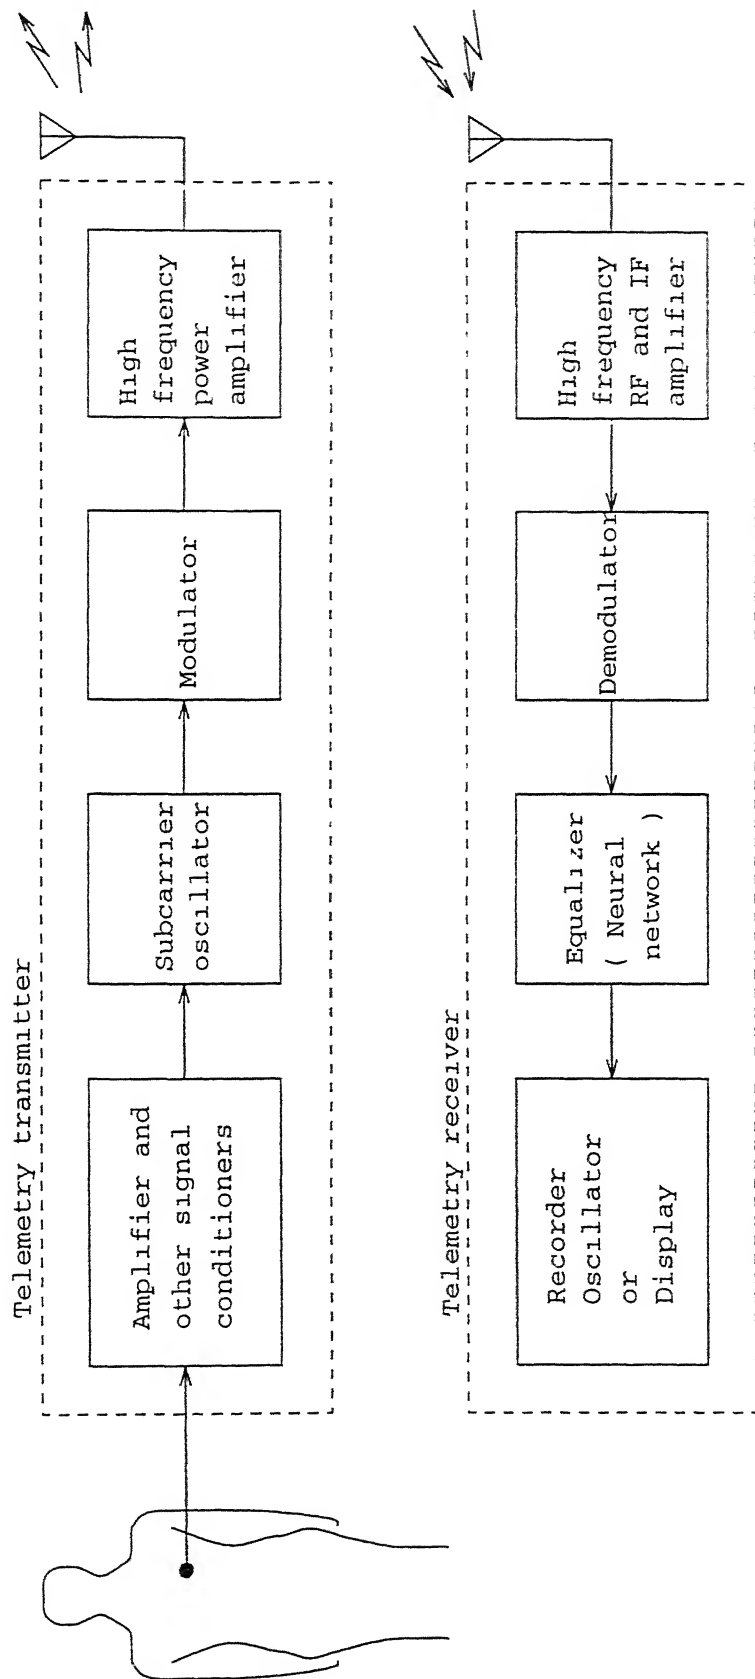 Telemetry transmitter
Amplifier and
other signal
conditioners
Subcarrier
oscillator
Modulator
High
frequency
power
amplifier
Telemetry receiver
Recorder
Oscillator
or
Display
Equalizer
( Neural
network )
Demodulator
High
frequency
RF and IF
amplifier